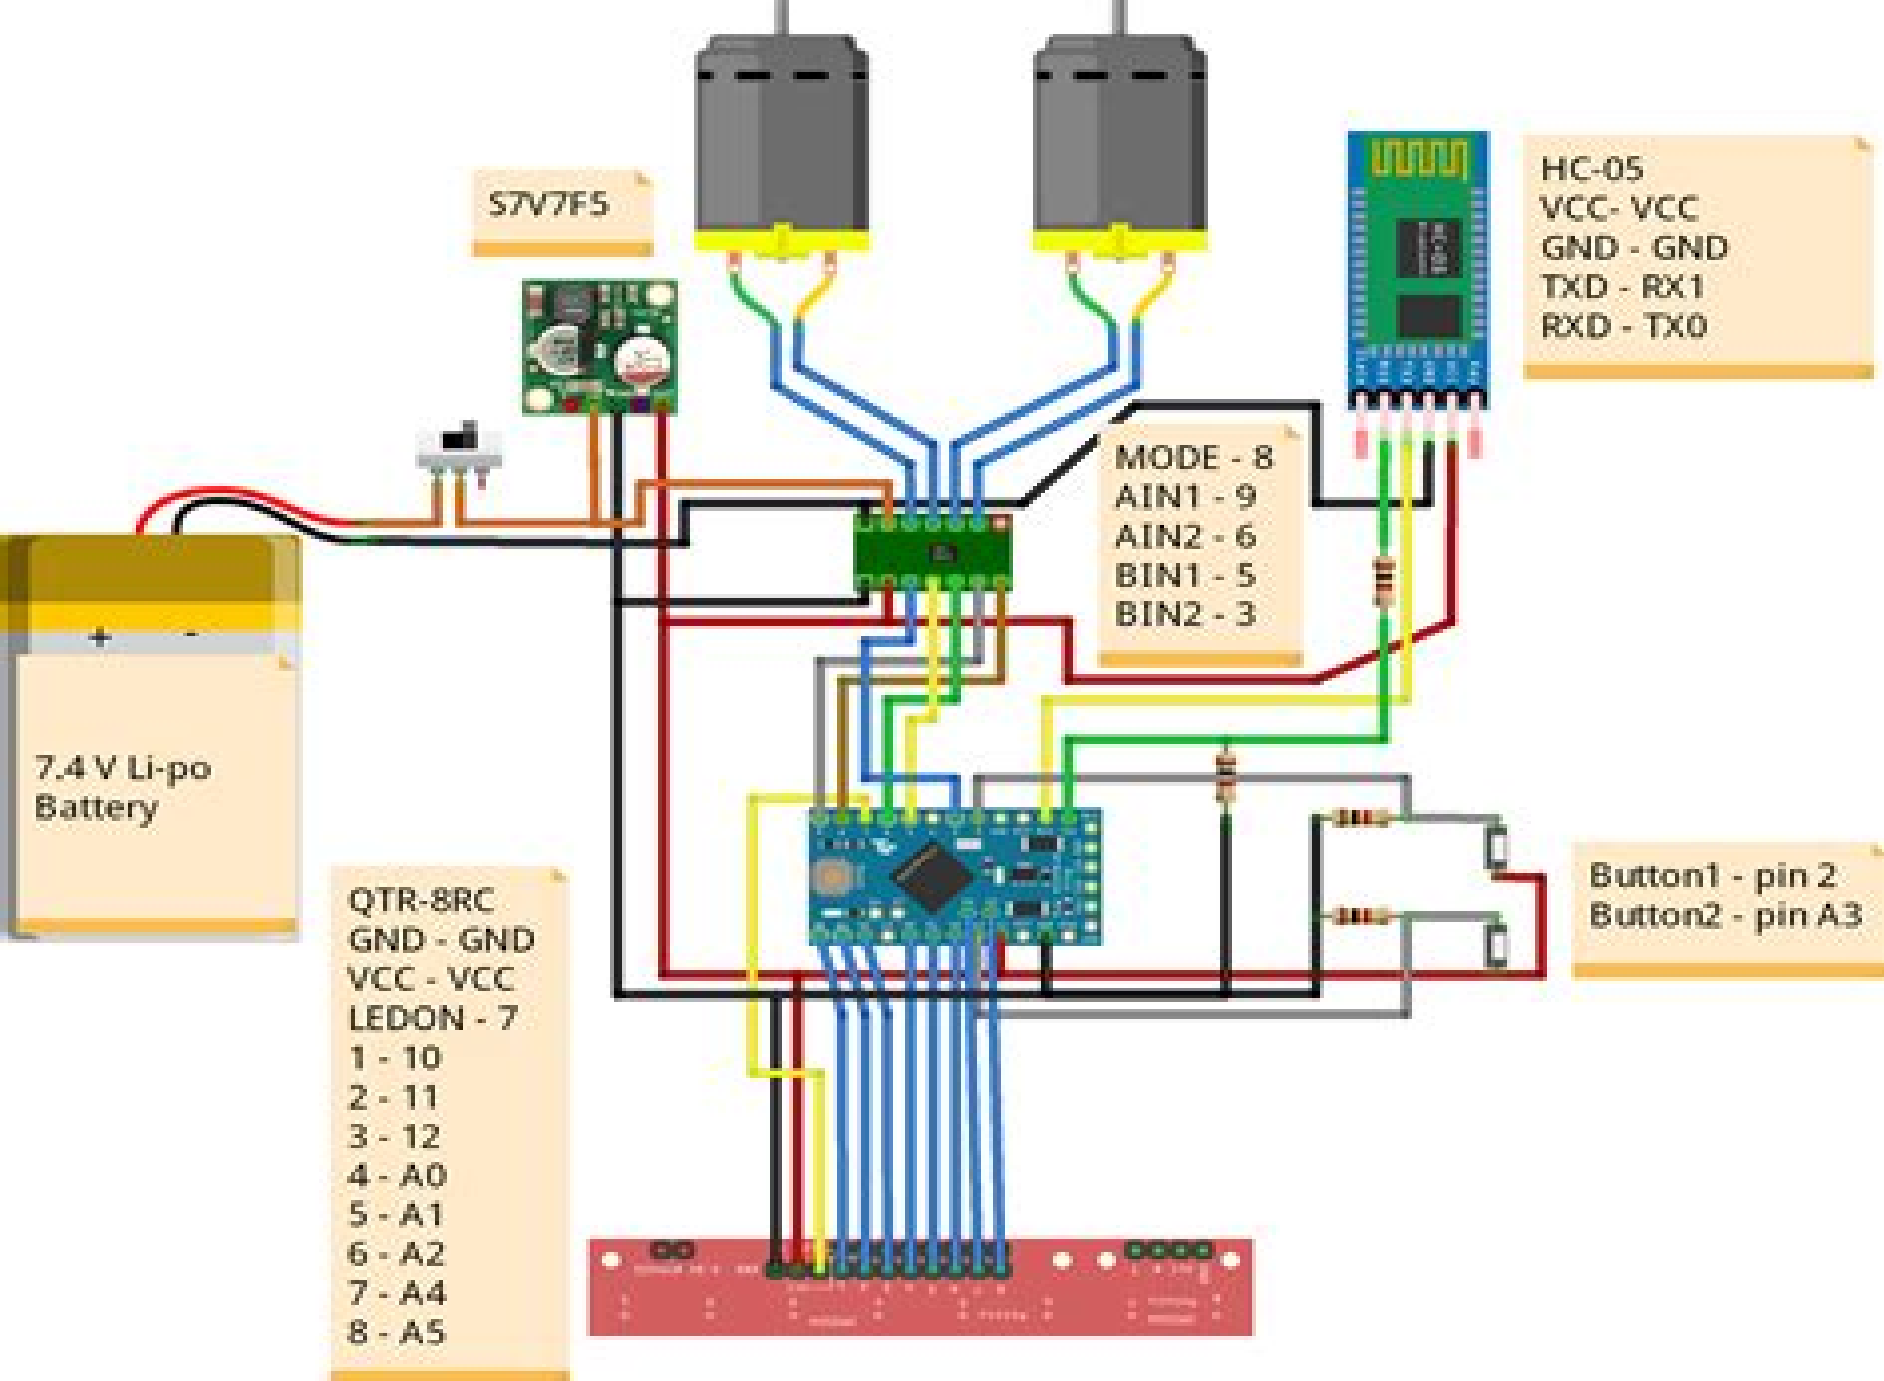 S7V7F5
HC-05
VCC- VCC
GND - GND
TXD - RX1
RXD - TX0
MODE - 8
AIN1 - 9
AIN2 - 6
BIN1 - 5
BIN2 - 3
+ -
7.4 V Li-po
Battery
QTR-8RC
GND - GND
VCC - VCC
LEDON - 7
1 - 10
2 - 11
3 - 12
4 - A0
5 - A1
6 - A2
7 - A4
8 - A5
Button1 - pin 2
Button2 - pin A3